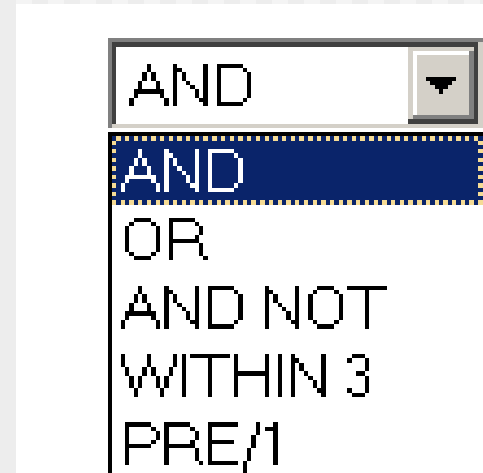 AND
AND
OR
AND NOT
WITHIN 3
PRE/1